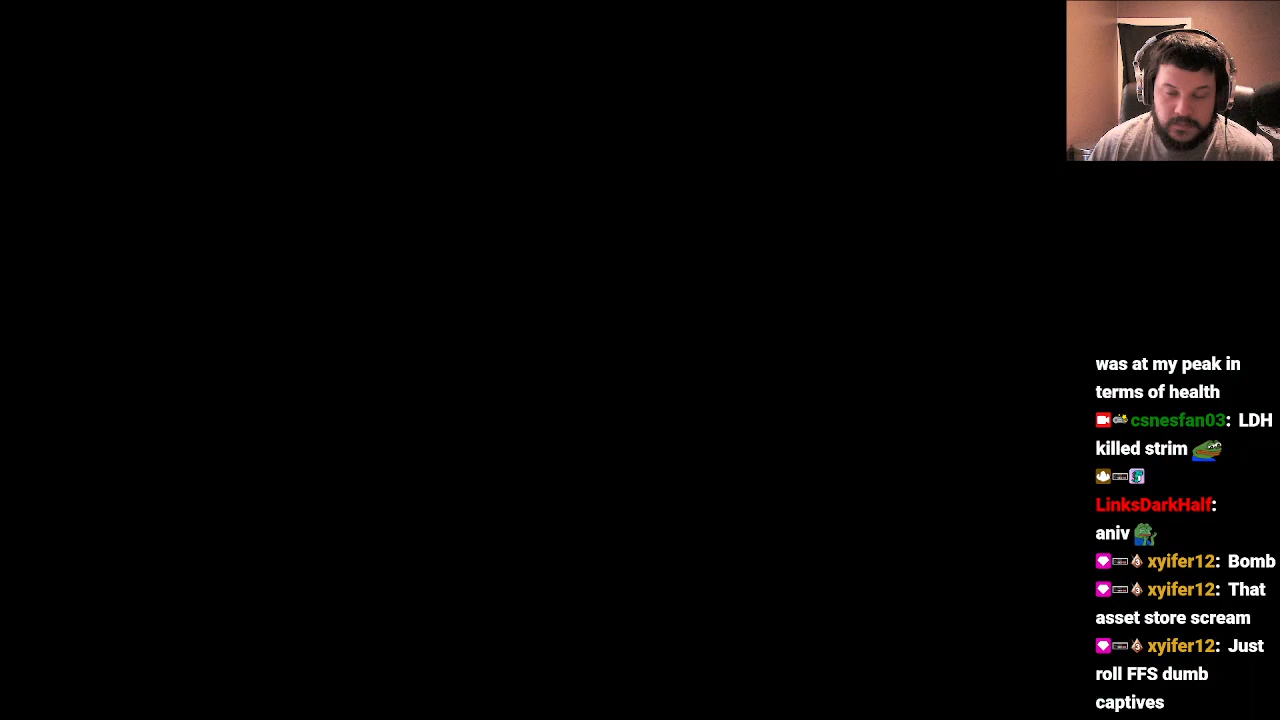 was at my peak in
terms of health
csnesfan03: LDH
killed strim
LinksDarkHalf:
aniv
xyifer12: Bomb
xyifer12: That
asset store scream
xyifer12: Just
roll FFS dumb
captives